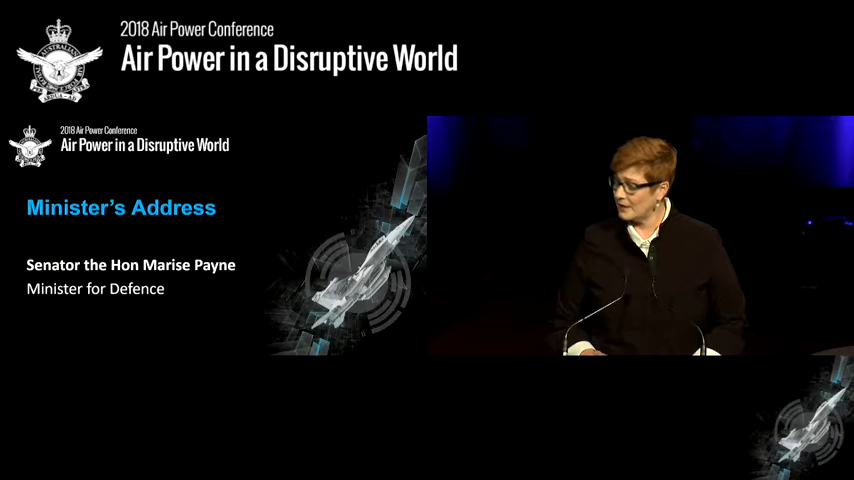 2018 Air Power Conference
Air Power in a Disruptive World
2018 Air Power Conference
Air Power in a Disruptive World
Minister's Address
Senator the Hon Marise Payne
Minister for Defence